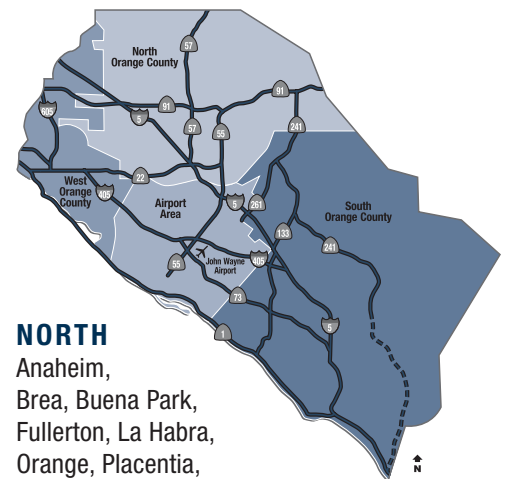 57
North
Orange County
91
91
605
5
57
55
241
22
West
Orange
County
405
Airport
Area
5
261
South
Orange County
133
241
John Wayne
Airport
405
55
73
5
1
NORTH
Anaheim,
Brea, Buena Park,
Fullerton, La Habra,
Orange, Placentia,
N